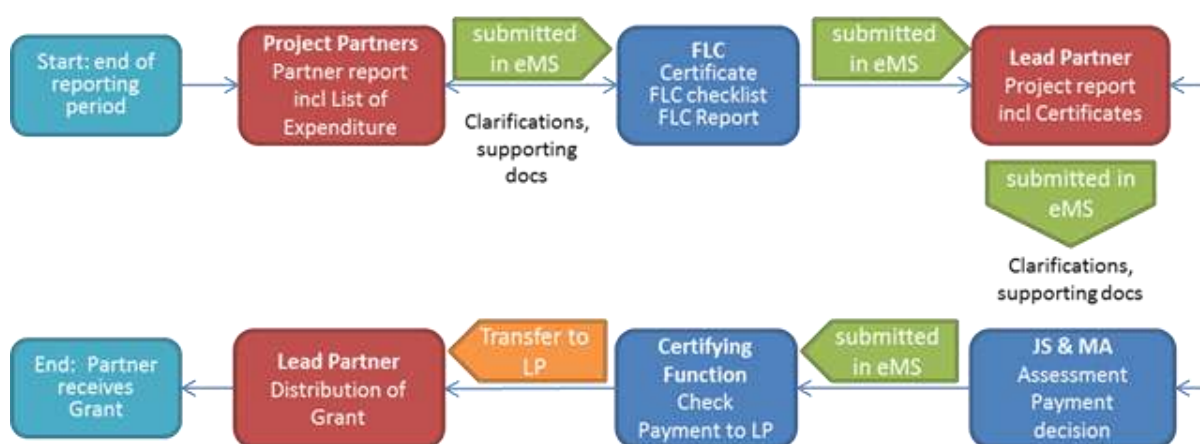 Start: end of
reporting
period
Project Partners
Partner report
incl List of
Expenditure
submitted
in eMS
Clarifications,
supporting
docs
FLC
Certificate
FLC checklist
FLC Report
submitted
in eMS
Lead Partner
Project report
incl Certificates
submitted in
eMS
Clarifications,
supporting docs
JS & MA
Assessment
Payment
decision
submitted
in eMS
Certifying
Function
Check
Payment to LP
Transfer to
LP
Lead Partner
Distribution of
Grant
End: Partner
receives
Grant